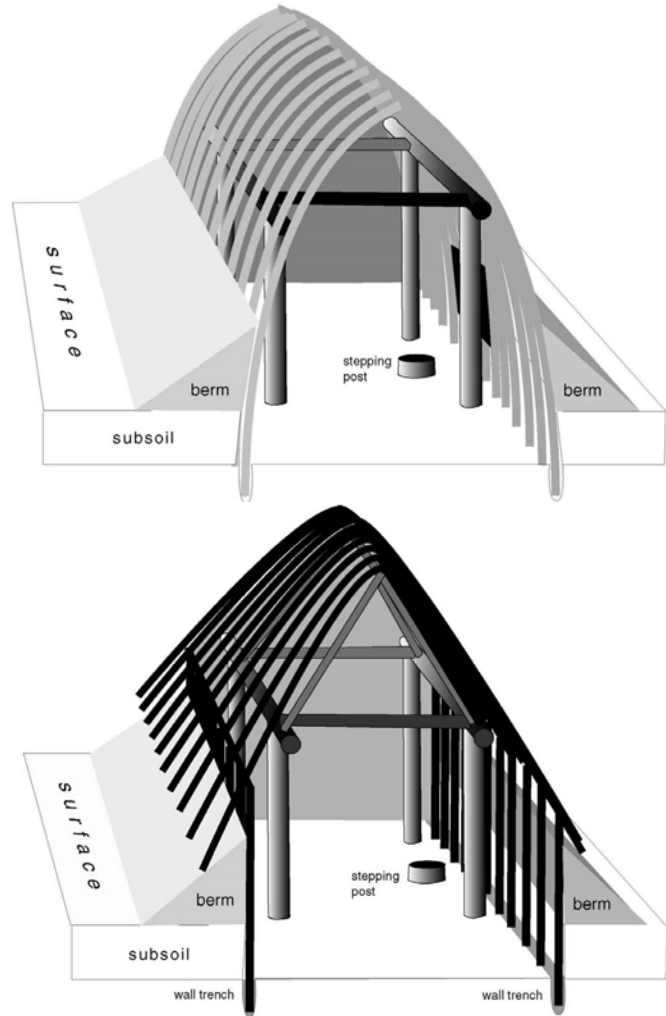 surface
stepping
post
berm
berm
subsoil
surface
stepping
post
berm
berm
subsoil
wall trench
wall trench